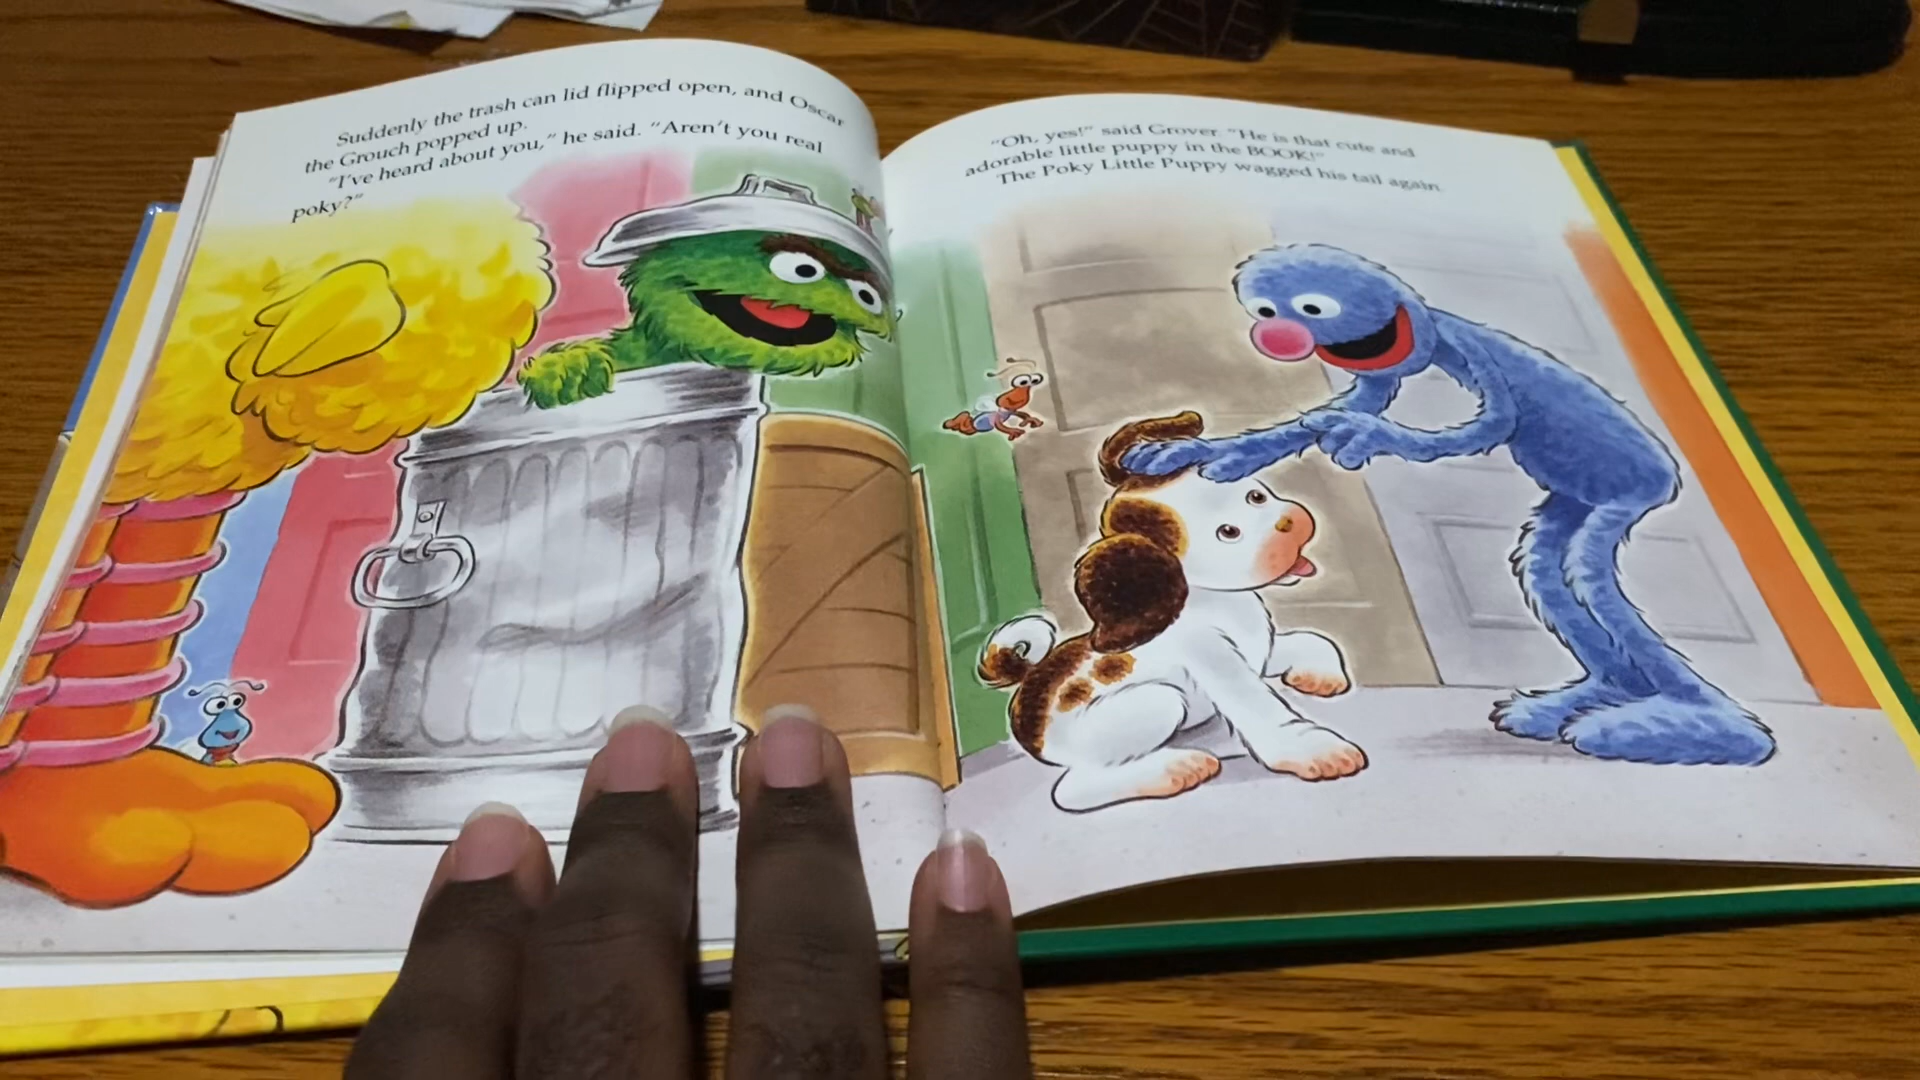 Suddenly the trash can lid flipped open, and Oscar
the Grouch popped up.
"I've heard about you," he said. "Aren't you real
poky?"
"Oh, yes!" said Grover. "He is that cute and
adorable little puppy in the BOOK!"
The Poky Little Puppy wagged his tail again.